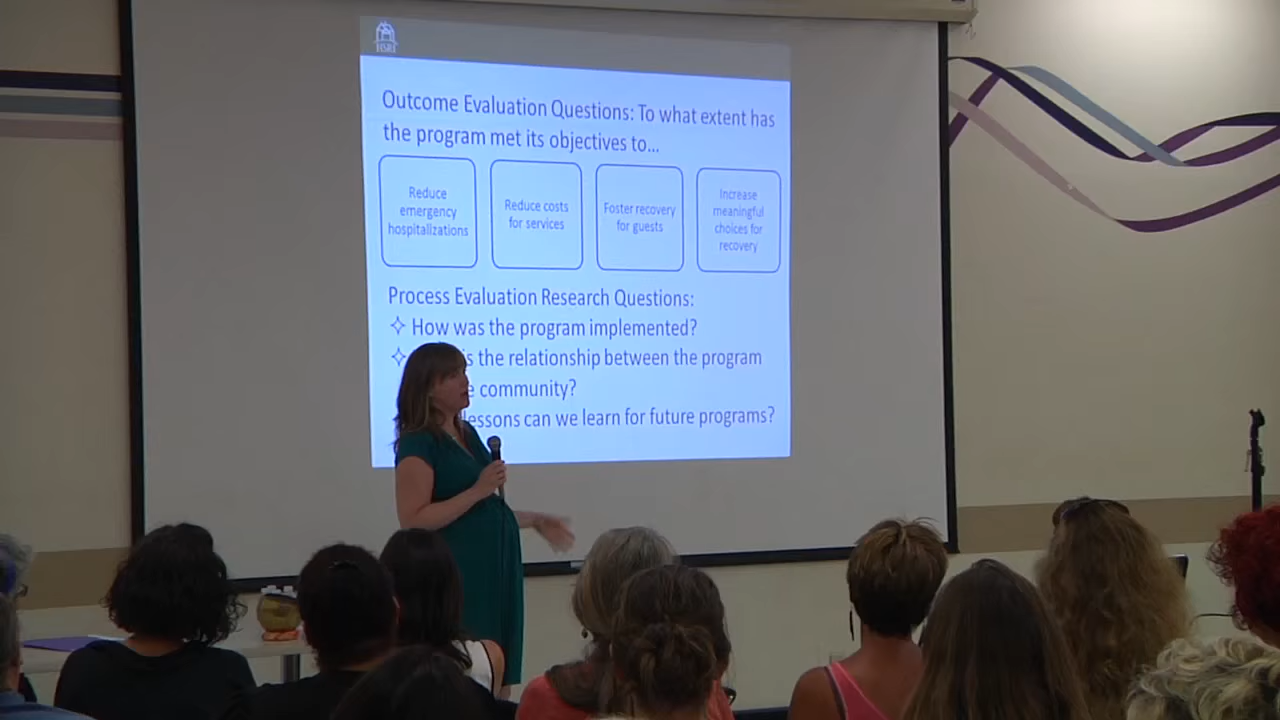 HSRI
Outcome Evaluation Questions: To what extent has
the program met its objectives to...
Reduce
emergency
hospitalizations
Reduce costs
for services
Foster recovery
for guests
Increase
meaningful
choices for
recovery
Process Evaluation Research Questions:
How was the program implemented?
is the relationship between the program
community?
lessons can we learn for future programs?